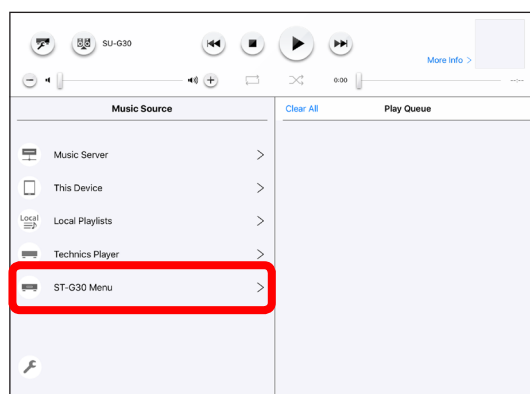 SU-G30
More Info >
0:00
--:--
Music Source
Clear All
Play Queue
Music Server
This Device
Local
Local Playlists
Technics Player
ST-G30 Menu